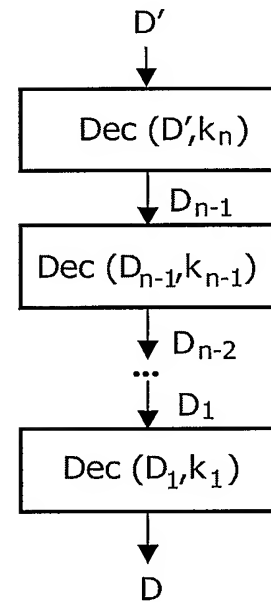 D'
Dec (D',kₙ)
Dₙ₋₁
Dec (Dₙ₋₁,kₙ₋₁)
Dₙ₋₂
...
D₁
Dec (D₁,k₁)
D